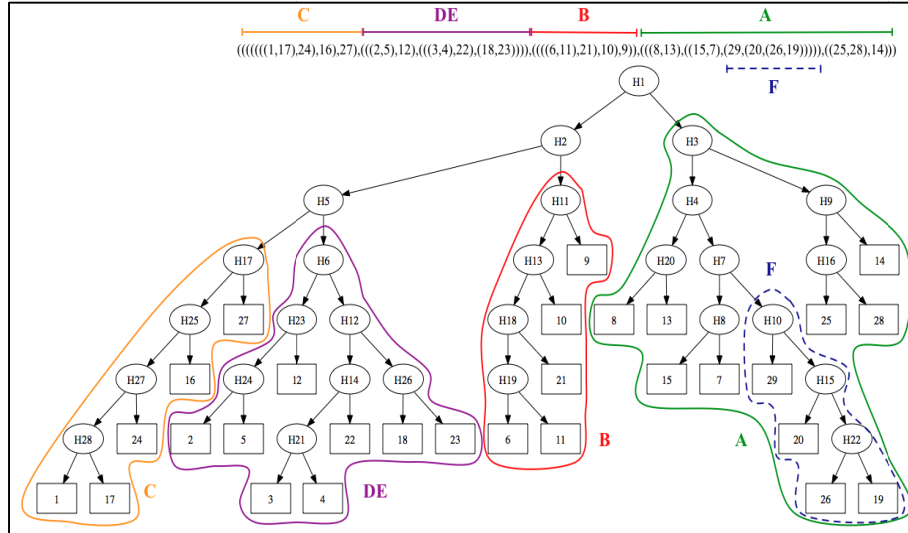 C DE B A
(((((((1,17),24),16),27),(((2,5),12),(((3,4),22),(18,23)))),((((6,11),21),10),9)),(((8,13),((15,7),(29,(20,(26,19))))),((25,28),14)))
F
H1
H2 H3
H5 H11 H4 H9
H17 H6 H13 9 H20 H7 F H16 14
H25 27 H23 H12 H18 10 8 13 H8 H10 25 28
H27 16 H24 12 H14 H26 H19 21 15 7 29 H15
H28 24 2 5 H21 22 18 23 6 11 B A 20 H22
1 17 C 3 4 DE 26 19